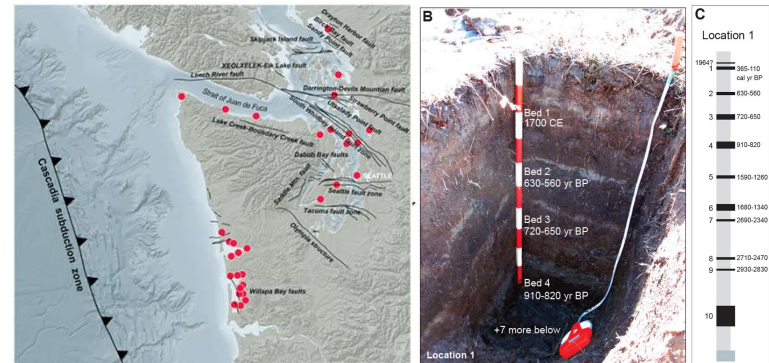 Drayton Harbor fault
Birch Bay fault
Sandy Point fault
Skipjack Island fault
XEOLXELEK-Elk Lake fault
Leech River fault
Darrington-Devils Mountain fault
Strawberry Point fault
Utsalady Point fault
Strait of Juan de Fuca
South Whidbey Island fault zone
Lake Creek-Boundary Creek fault
Dabob Bay faults
SEATTLE
Saddle Mtn. fault
Seattle fault zone
Tacoma fault zone
Olympia structure
Cascadia subduction zone
Willapa Bay faults
B
Bed 1
1700 CE
Bed 2
630-560 yr BP
Bed 3
720-650 yr BP
Bed 4
910-820 yr BP
+7 more below
Location 1
C
Location 1
1964?
1 365-110
cal yr BP
2 630-560
3 720-650
4 910-820
5 1590-1260
6 1680-1340
7 2690-2340
8 2710-2470
9 2930-2830
10